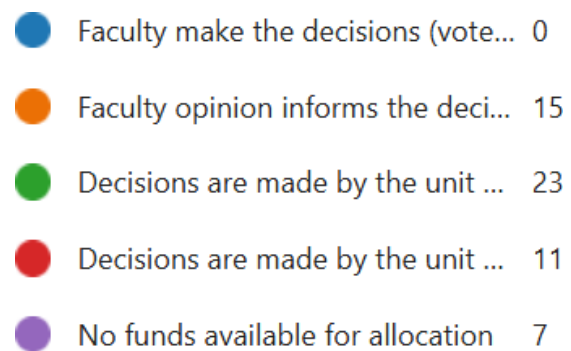 Faculty make the decisions (vote... 0
Faculty opinion informs the deci... 15
Decisions are made by the unit ... 23
Decisions are made by the unit ... 11
No funds available for allocation 7